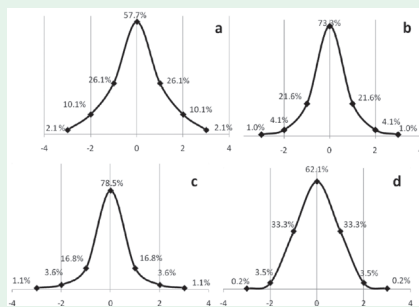 57.7%
a
26.1% 26.1%
10.1% 10.1%
2.1% 2.1%
-4 -2 0 2 4
73.3%
b
21.6% 21.6%
4.1% 4.1%
1.0% 1.0%
-4 -2 0 2 4
78.5%
c
16.8% 16.8%
3.6% 3.6%
1.1% 1.1%
-4 -2 0 2 4
62.1%
d
33.3% 33.3%
3.5% 3.5%
0.2% 0.2%
-4 -2 0 2 4